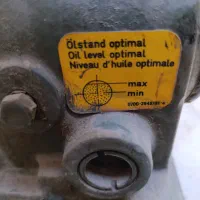 Ölstand optimal
Oil level optimal
Niveau d'huile optimale
max
min